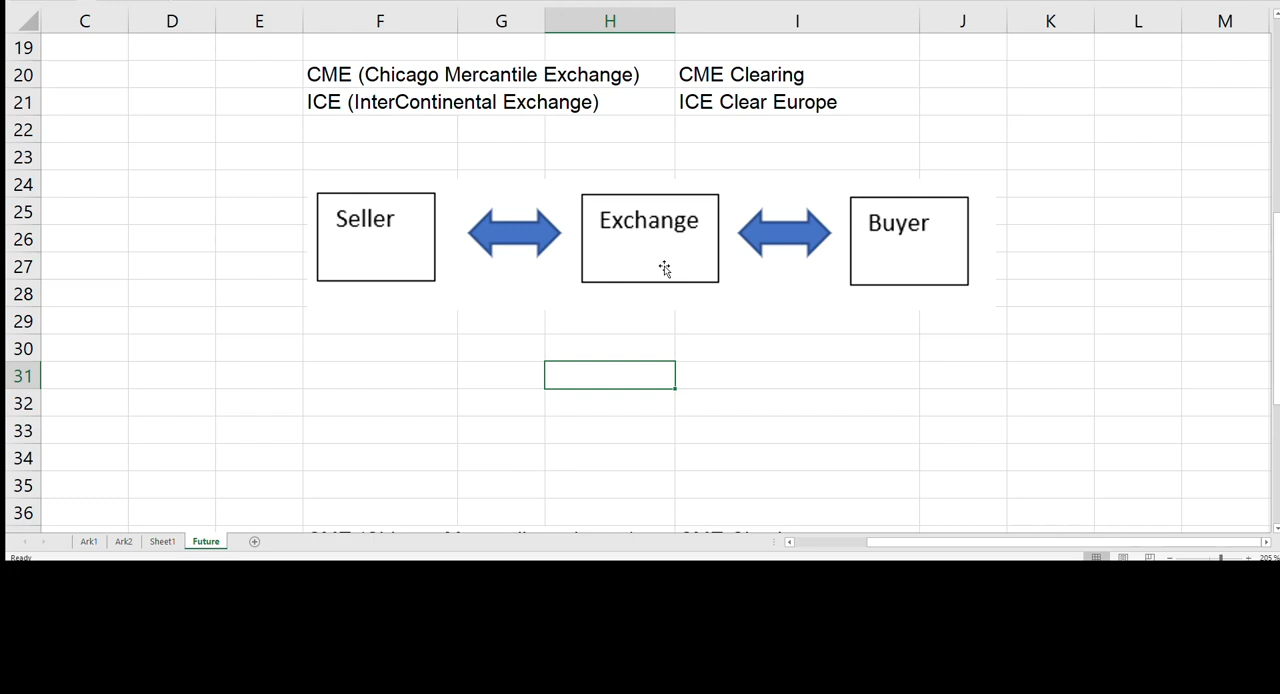 C D E F G H I J K L M
19
20 CME (Chicago Mercantile Exchange) CME Clearing
21 ICE (InterContinental Exchange) ICE Clear Europe
22
23
24
25 Seller Exchange Buyer
26
27
28
29
30
31
32
33
34
35
36
Ark1 Ark2 Sheet1 Future
Ready 205 %